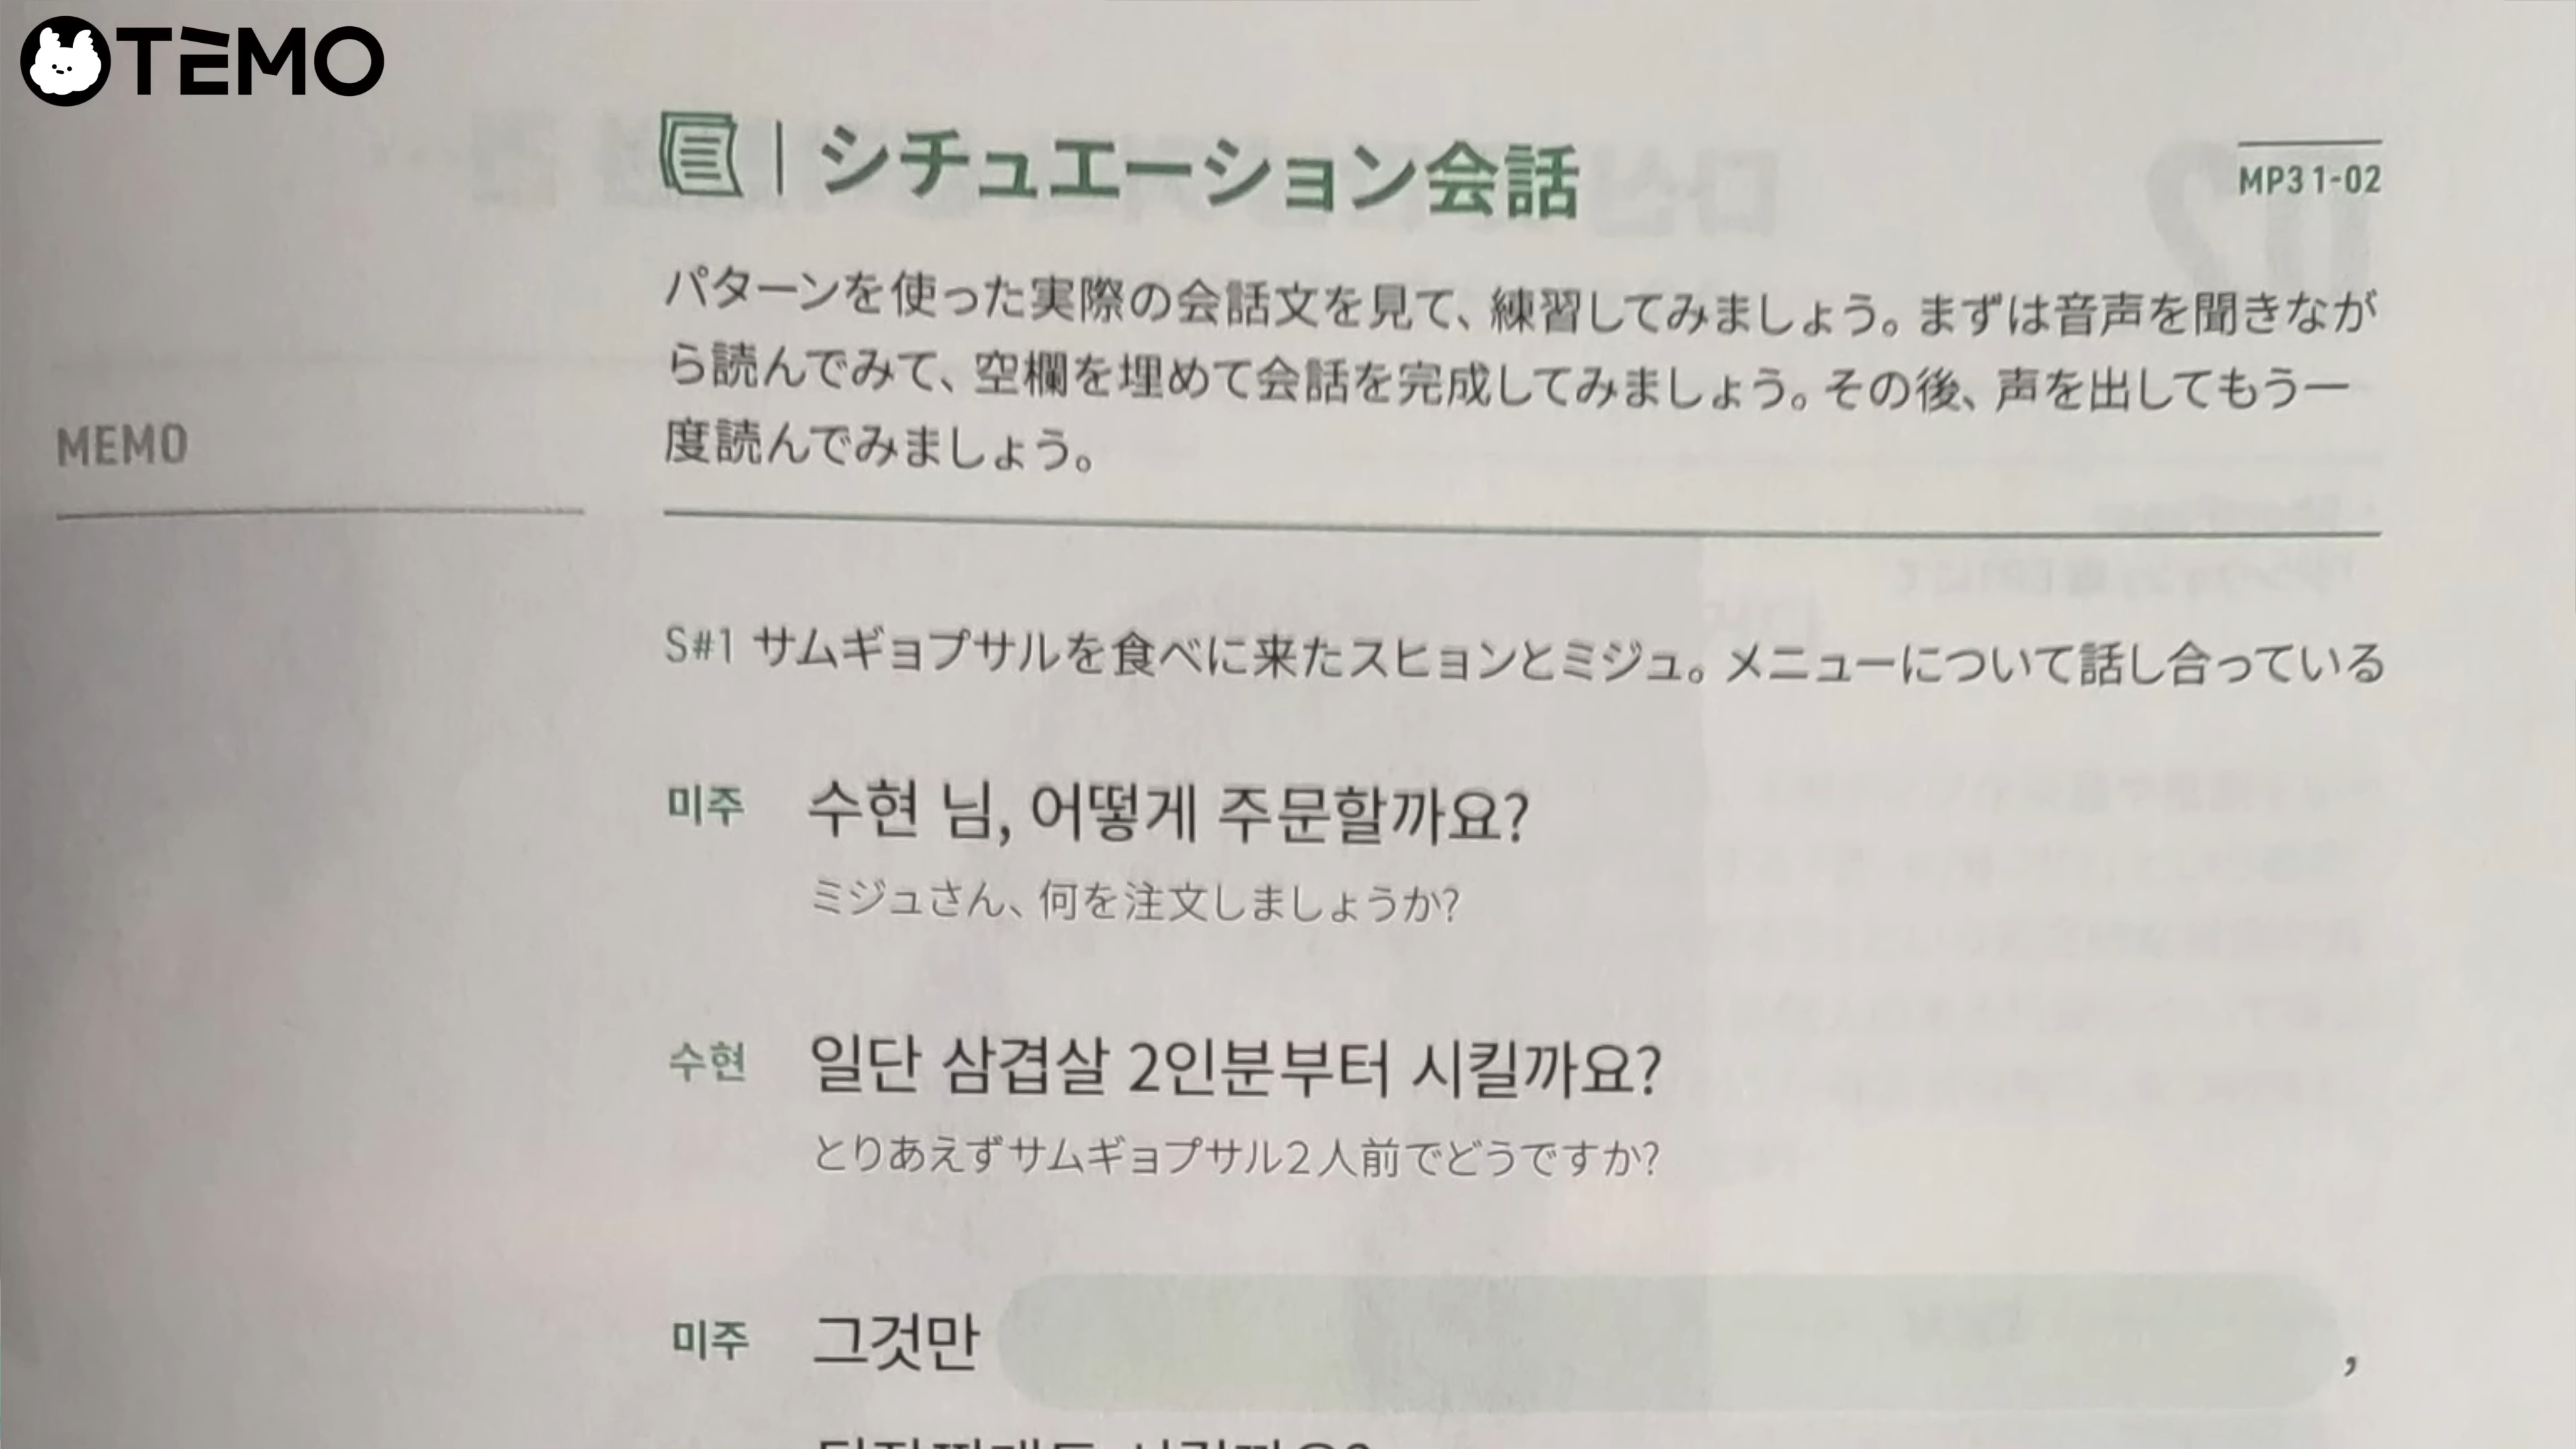 TEMO
シチュエーション会話
MP3 1-02
パターンを使った実際の会話文を見て、練習してみましょう。まずは音声を聞きなが
ら読んでみて、空欄を埋めて会話を完成してみましょう。その後、声を出してもう一
度読んでみましょう。
MEMO
S#1 サムギョプサルを食べに来たスヒョンとミジュ。メニューについて話し合っている
미주 수현 님, 어떻게 주문할까요?
ミジュさん、何を注文しましょうか?
수현 일단 삼겹살 2인분부터 시킬까요?
とりあえずサムギョプサル2人前でどうですか?
미주 그것만 ,